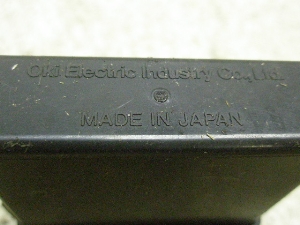 Oki Electric Industry Co.,Ltd.
MADE IN JAPAN